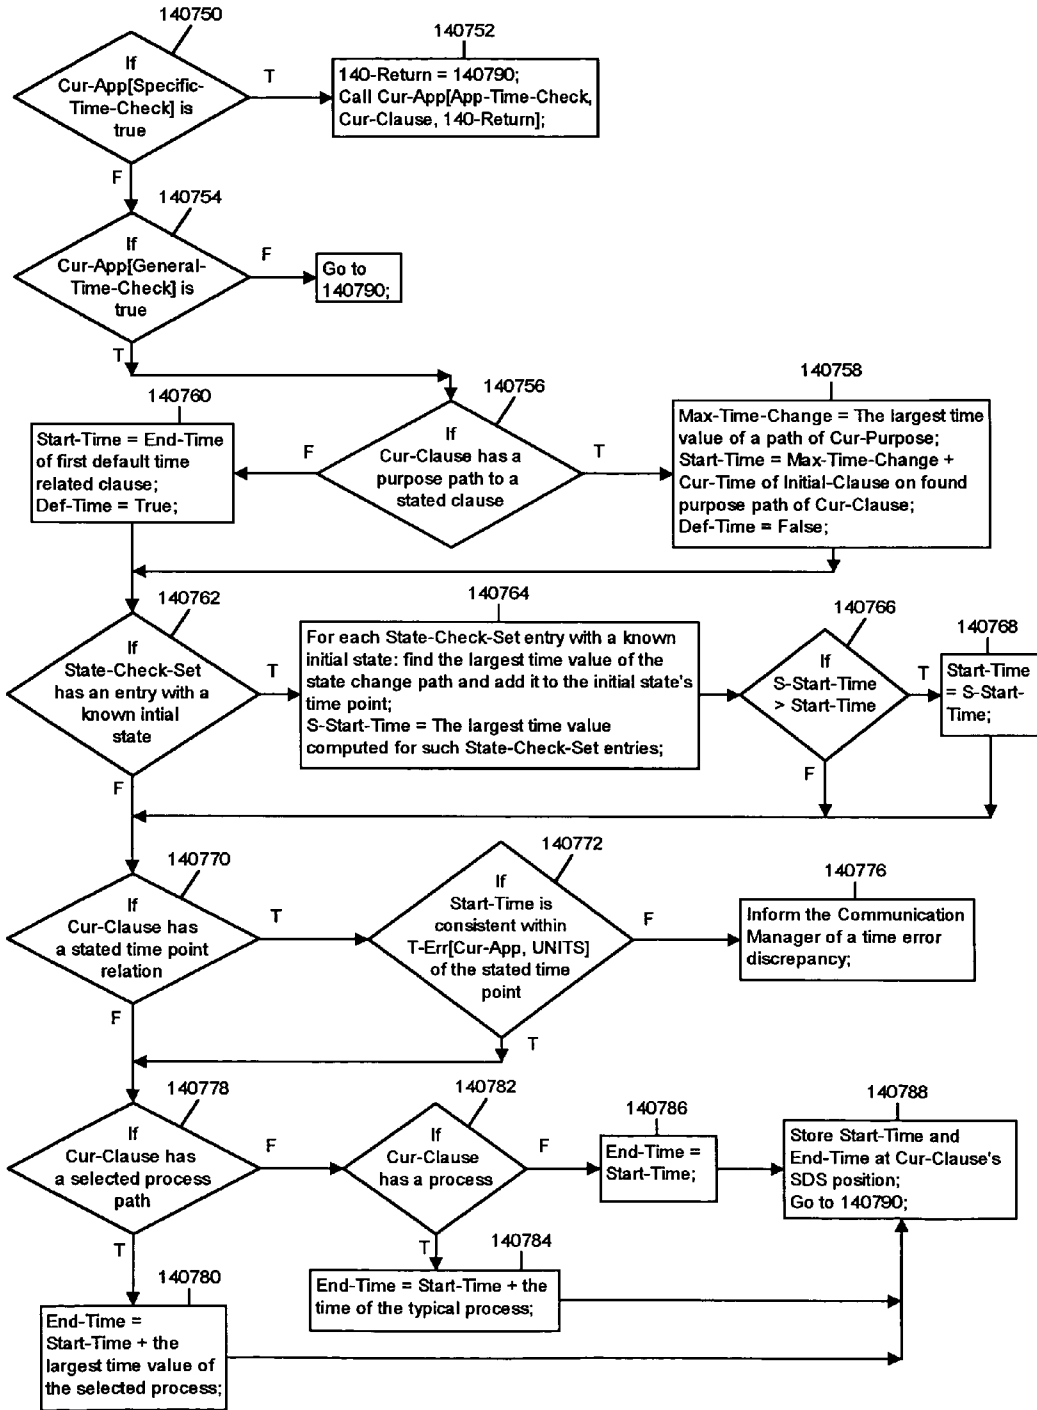 140750
If
Cur-App[Specific-
Time-Check] is
true
T
F
140752
140-Return = 140790;
Call Cur-App[App-Time-Check,
Cur-Clause, 140-Return];
140754
If
Cur-App[General-
Time-Check] is
true
F
T
Go to
140790;
140756
If
Cur-Clause has a
purpose path to
a stated clause
F
T
140758
Max-Time-Change = The largest time
value of a path of Cur-Purpose;
Start-Time = Max-Time-Change +
Cur-Time of Initial-Clause on found
purpose path of Cur-Clause;
Def-Time = False;
140760
Start-Time = End-Time
of first default time
related clause;
Def-Time = True;
140762
If
State-Check-Set
has an entry with a
known intial
state
T
F
140764
For each State-Check-Set entry with a known
initial state: find the largest time value of the
state change path and add it to the initial state's
time point;
S-Start-Time = The largest time value
computed for such State-Check-Set entries;
140766
If
S-Start-Time
> Start-Time
T
F
140768
Start-Time
= S-Start-
Time;
140770
If
Cur-Clause has
a stated time point
relation
T
F
140772
If
Start-Time is
consistent within
T-Err[Cur-App, UNITS]
of the stated time
point
F
T
140776
Inform the Communication
Manager of a time error
discrepancy;
140778
If
Cur-Clause has
a selected process
path
F
T
140782
If
Cur-Clause
has a process
F
T
140786
End-Time =
Start-Time;
140788
Store Start-Time and
End-Time at Cur-Clause's
SDS position;
Go to 140790;
140784
End-Time = Start-Time + the
time of the typical process;
140780
End-Time =
Start-Time + the
largest time value of
the selected process;